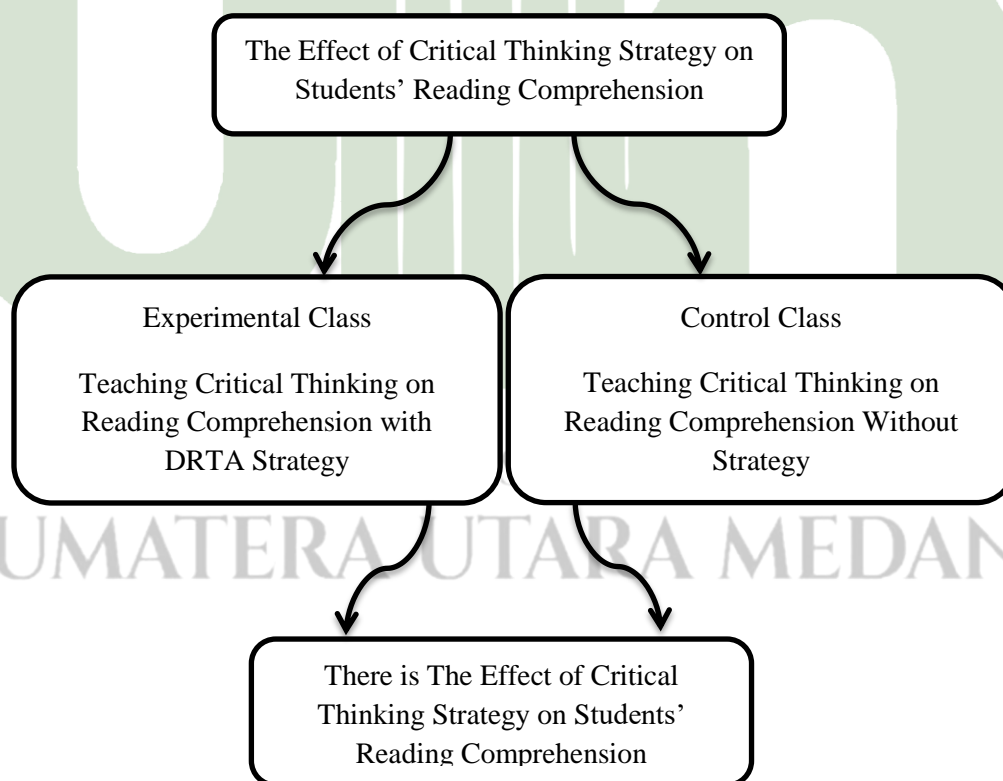 The Effect of Critical Thinking Strategy on
Students’ Reading Comprehension
Experimental Class
Teaching Critical Thinking on
Reading Comprehension with
DRTA Strategy
Control Class
Teaching Critical Thinking on
Reading Comprehension Without
Strategy
UMATERA UTARA MEDAN
There is The Effect of Critical
Thinking Strategy on Students’
Reading Comprehension